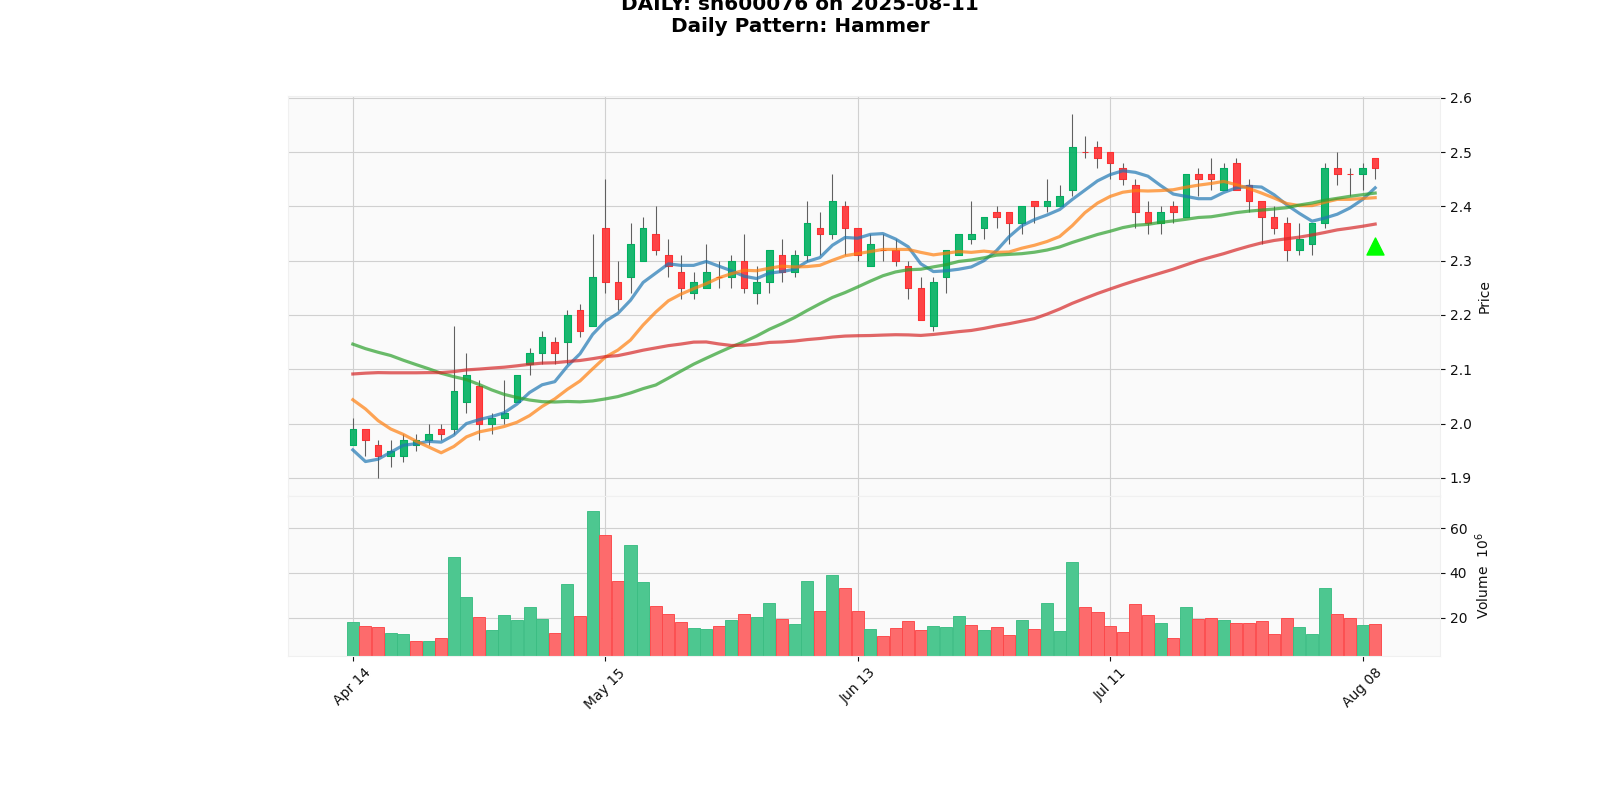 DAILY: sh600076 on 2025-08-11
Daily Pattern: Hammer
2.6
2.5
2.4
2.3
2.2
2.1
2.0
1.9
Price
60
40
20
Volume 10^6
Apr 14
May 15
Jun 13
Jul 11
Aug 08